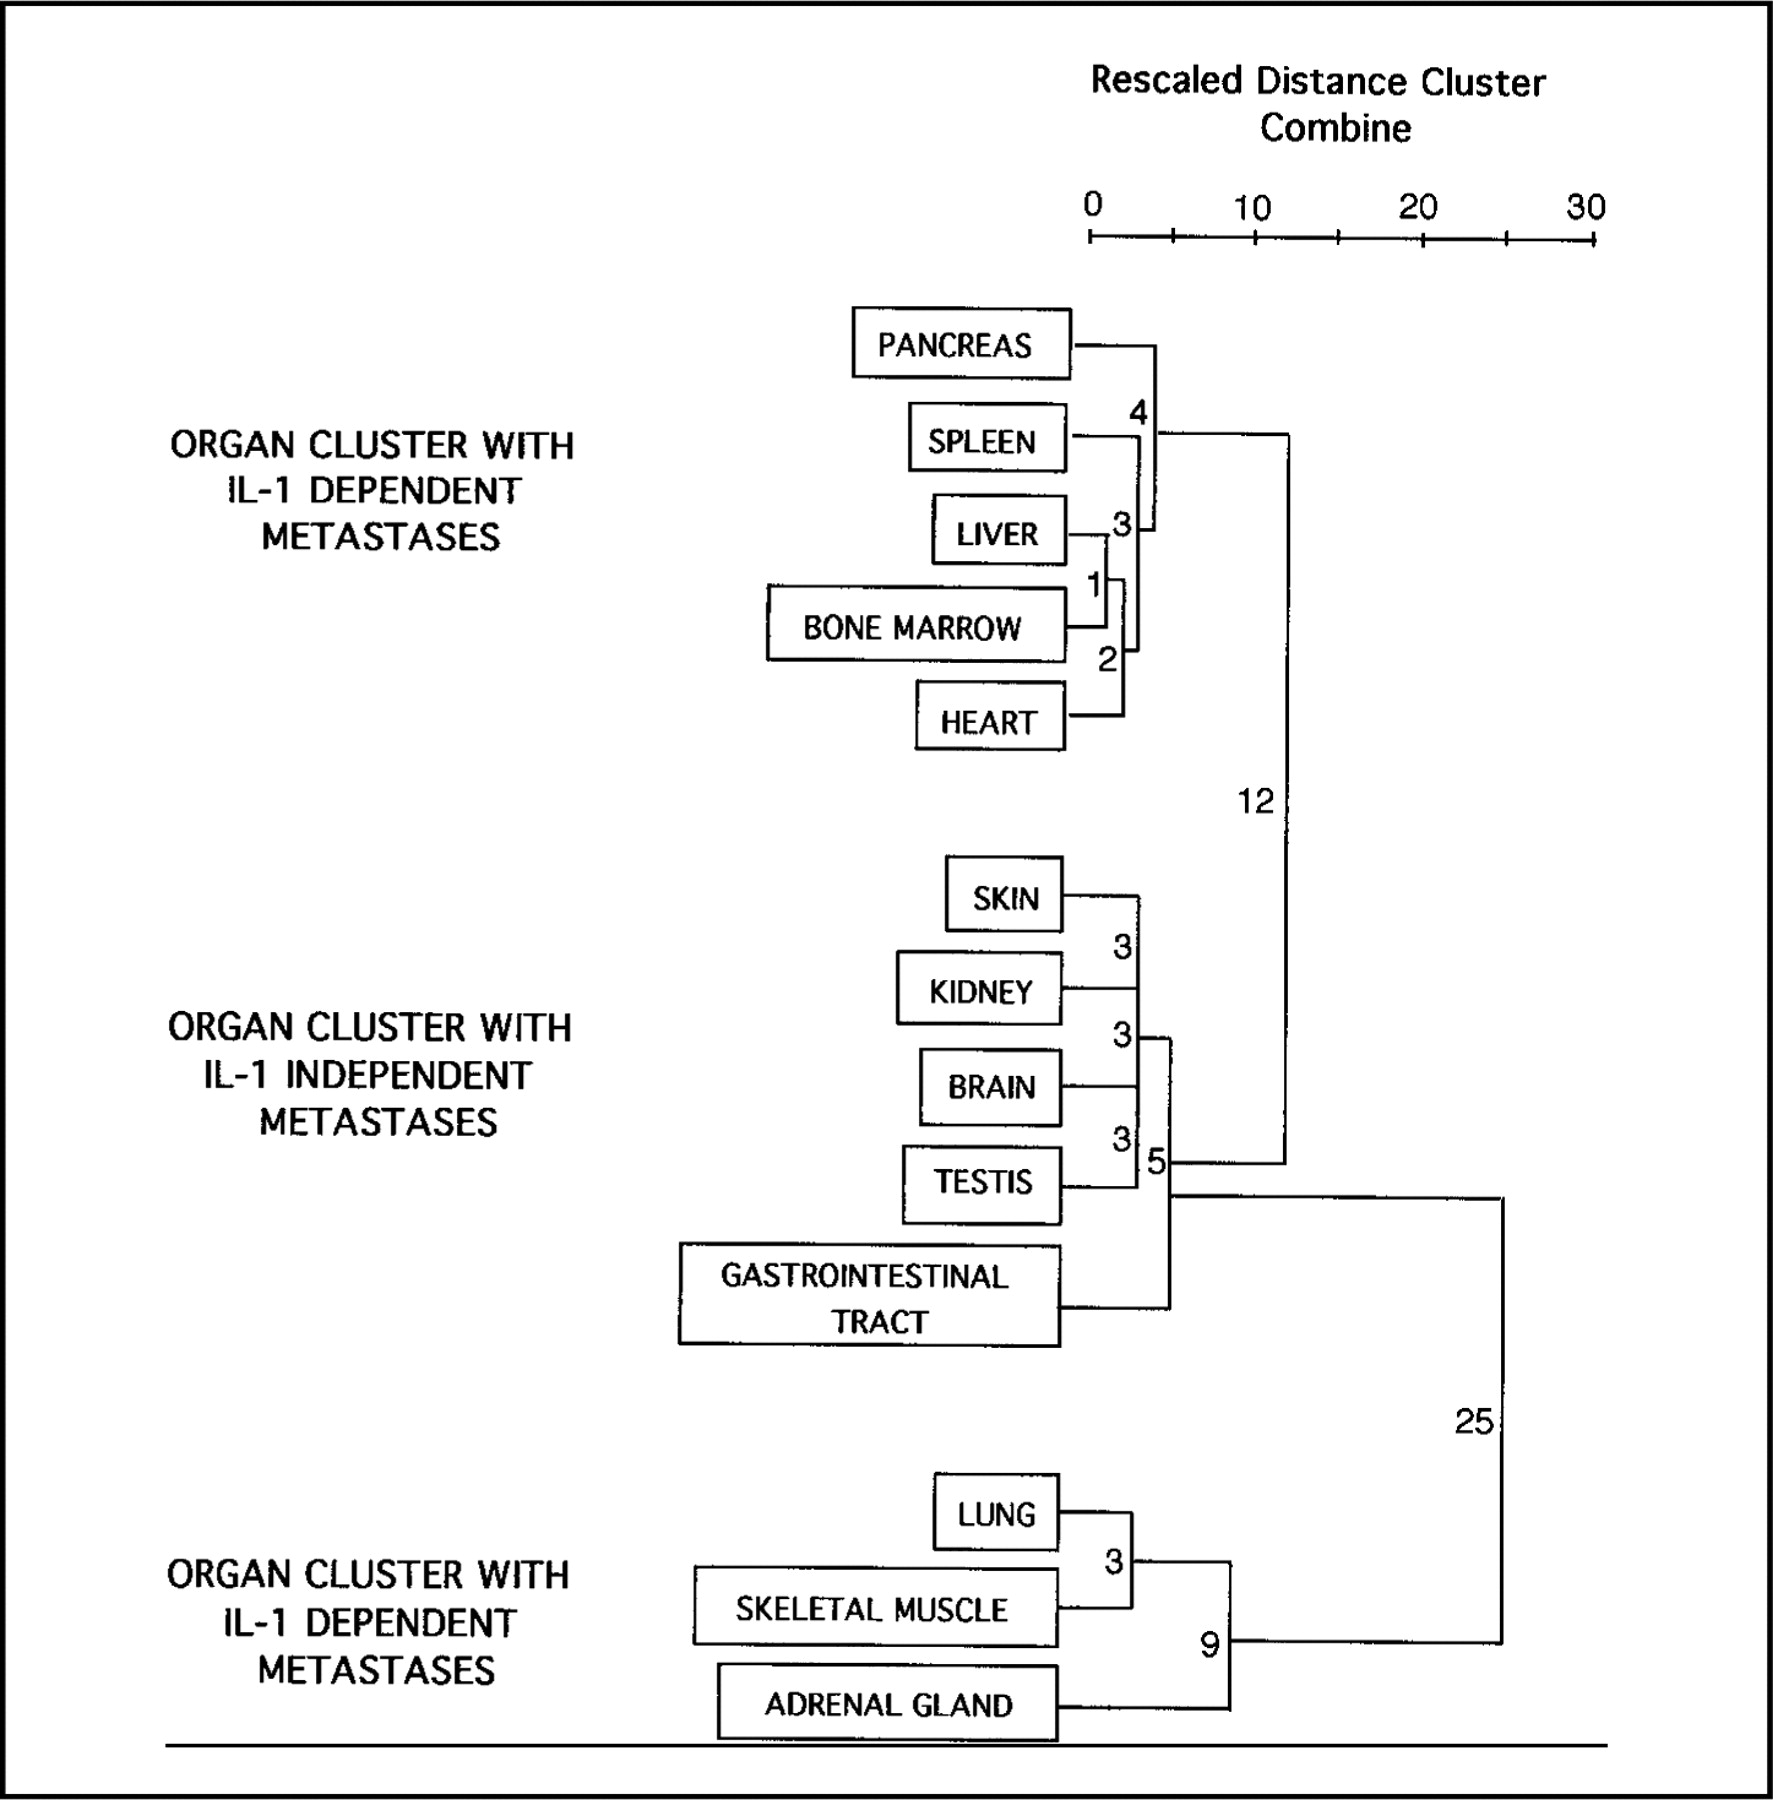 Rescaled Distance Cluster
Combine
0 10 20 30
PANCREAS
4
ORGAN CLUSTER WITH
IL-1 DEPENDENT
METASTASES
SPLEEN
3
LIVER
1
BONE MARROW
2
HEART
12
SKIN
3
KIDNEY
3
ORGAN CLUSTER WITH
IL-1 INDEPENDENT
METASTASES
BRAIN
3
5
TESTIS
GASTROINTESTINAL
TRACT
25
LUNG
3
ORGAN CLUSTER WITH
IL-1 DEPENDENT
METASTASES
SKELETAL MUSCLE
9
ADRENAL GLAND